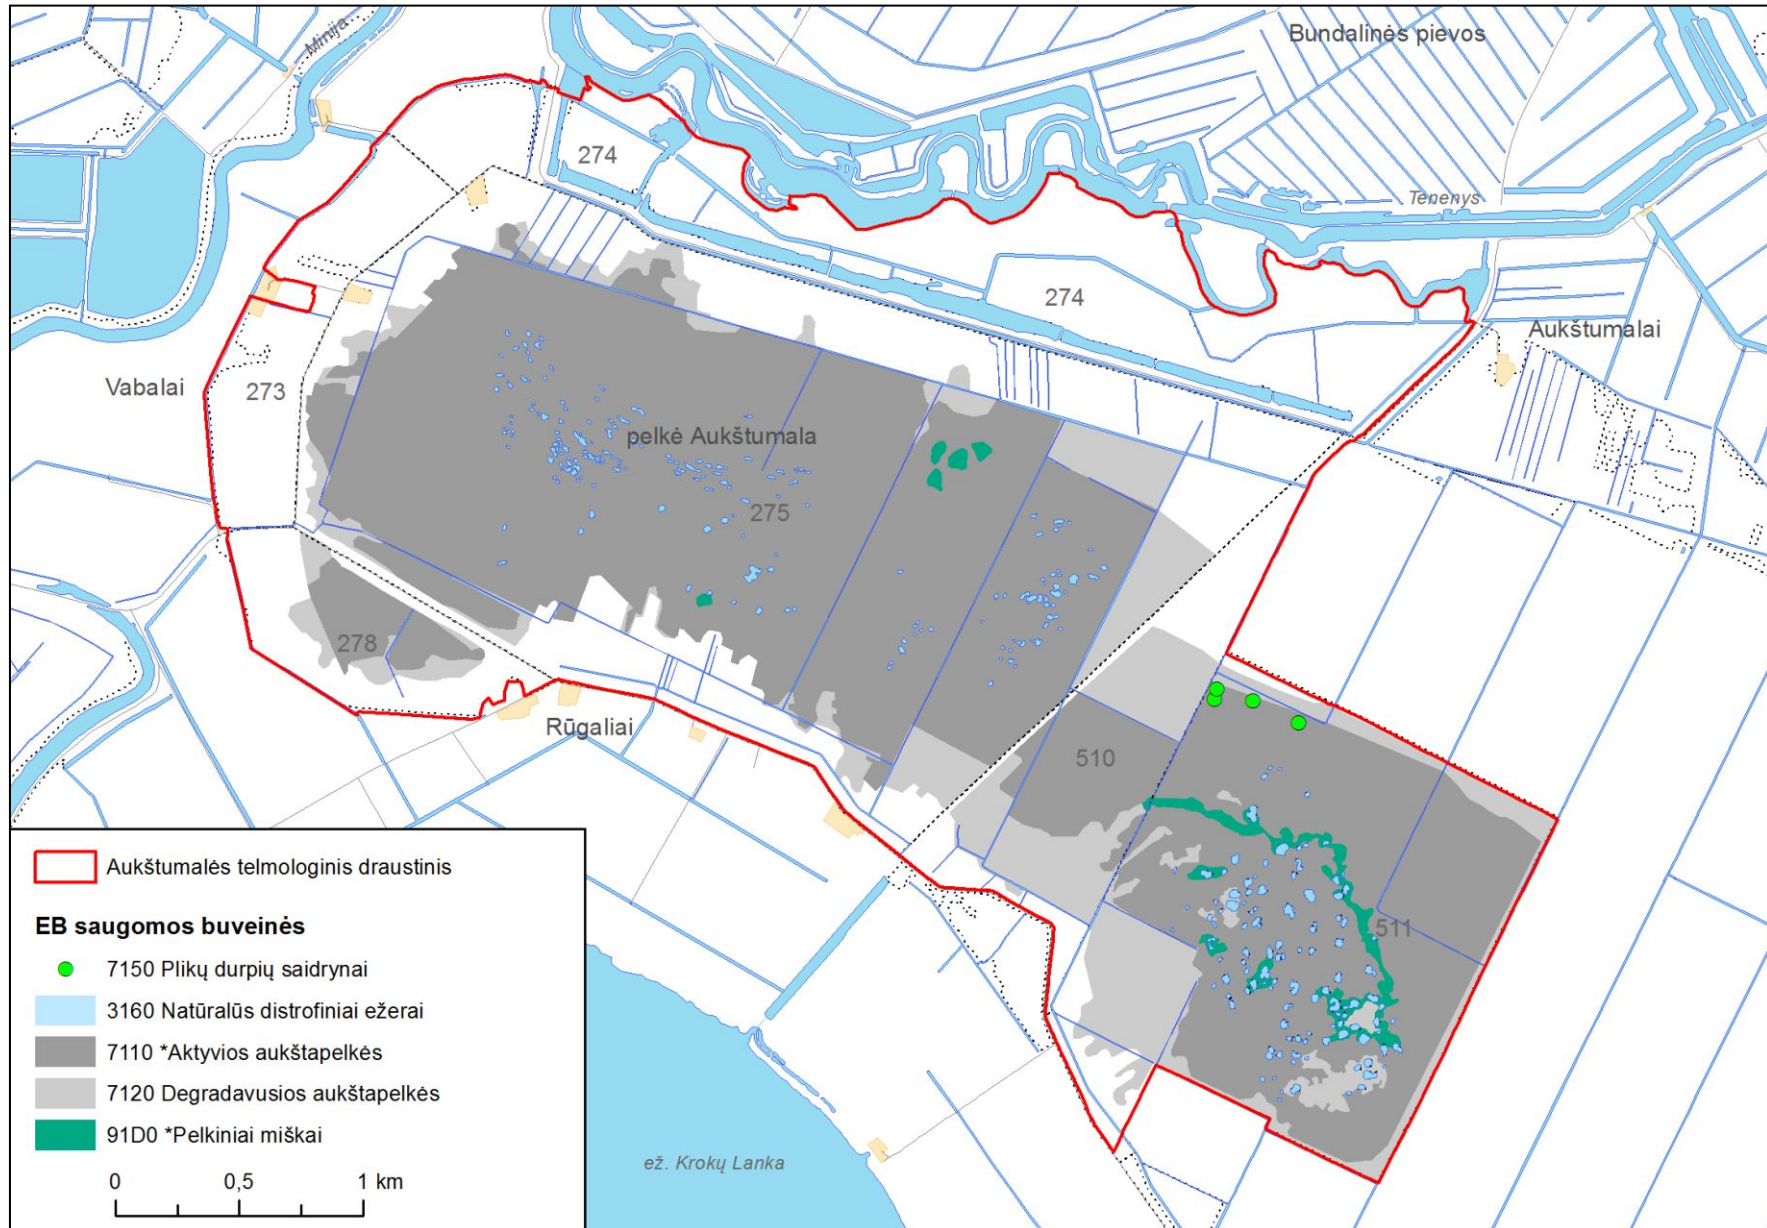 Minija
Bundalinės pievos
274
Tenenys
274
Aukštumalai
Vabalai
273
pelkė Aukštumala
275
278
Rūgaliai
510
511
Aukštumalės telmologinis draustinis
EB saugomos buveinės
7150 Plikų durpių saidrynai
3160 Natūralūs distrofiniai ežerai
7110 *Aktyvios aukštapelkės
7120 Degradavusios aukštapelkės
91D0 *Pelkiniai miškai
0 0,5 1 km
ež. Krokų Lanka